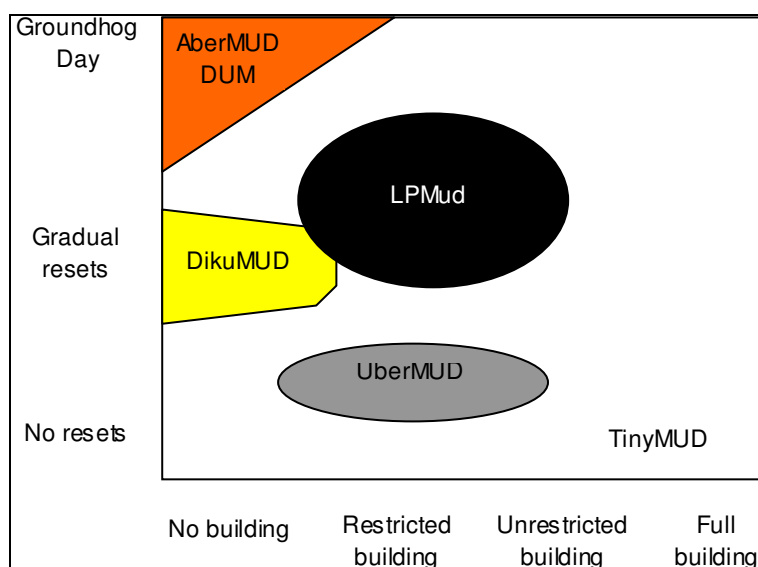 Groundhog
Day
AberMUD
DUM
LPMud
Gradual
resets
DikuMUD
UberMUD
No resets
TinyMUD
No building
Restricted
building
Unrestricted
building
Full
building